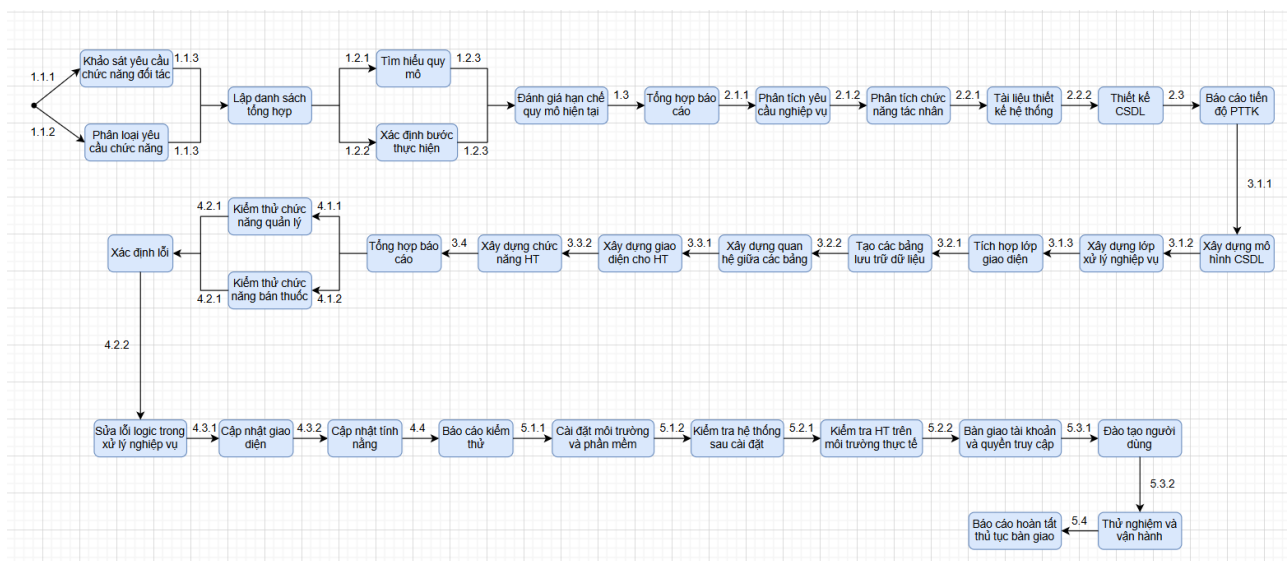 Khảo sát yêu cầu
chức năng đối tác
1.1.1
1.1.3
Phân loại yêu
cầu chức năng
1.1.2
1.1.3
Lập danh sách
tổng hợp
1.2.1
Tìm hiểu quy
mô
1.2.3
1.2.2
Xác định bước
thực hiện
1.2.3
Đánh giá hạn chế
quy mô hiện tại
1.3
Tổng hợp báo
cáo
2.1.1
Phân tích yêu
cầu nghiệp vụ
2.1.2
Phân tích chức
năng tác nhân
2.2.1
Tài liệu thiết
kế hệ thống
2.2.2
Thiết kế
CSDL
2.3
Báo cáo tiến
độ PTTK
3.1.1
Xây dựng mô
hình CSDL
3.1.2
Xây dựng lớp
xử lý nghiệp vụ
3.1.3
Tích hợp lớp
giao diện
3.2.1
Tạo các bảng
lưu trữ dữ liệu
3.2.2
Xây dựng quan
hệ giữa các bảng
3.3.1
Xây dựng giao
diện cho HT
3.3.2
Xây dựng chức
năng HT
3.4
Tổng hợp báo
cáo
4.1.1
Kiểm thử chức
năng quản lý
4.2.1
4.1.2
Kiểm thử chức
năng bán thuốc
4.2.1
Xác định lỗi
4.2.2
Sửa lỗi logic trong
xử lý nghiệp vụ
4.3.1
Cập nhật giao
diện
4.3.2
Cập nhật tính
nằng
4.4
Báo cáo kiểm
thử
5.1.1
Cài đặt môi trường
và phần mềm
5.1.2
Kiểm tra hệ thống
sau cài đặt
5.2.1
Kiểm tra HT trên
môi trường thực tế
5.2.2
Bàn giao tài khoản
và quyền truy cập
5.3.1
Đào tạo người
dùng
5.3.2
Thử nghiệm và
vận hành
5.4
Báo cáo hoàn tất
thủ tục bàn giao